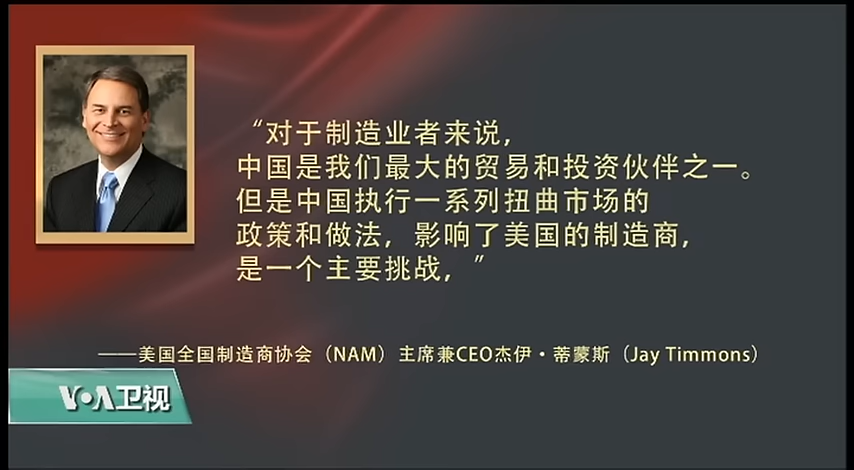 “对于制造业者来说，
中国是我们最大的贸易和投资伙伴之一。
但是中国执行一系列扭曲市场的
政策和做法，影响了美国的制造商，
是一个主要挑战，”
——美国全国制造商协会（NAM）主席兼CEO杰伊·蒂蒙斯（Jay Timmons）
VOA卫视